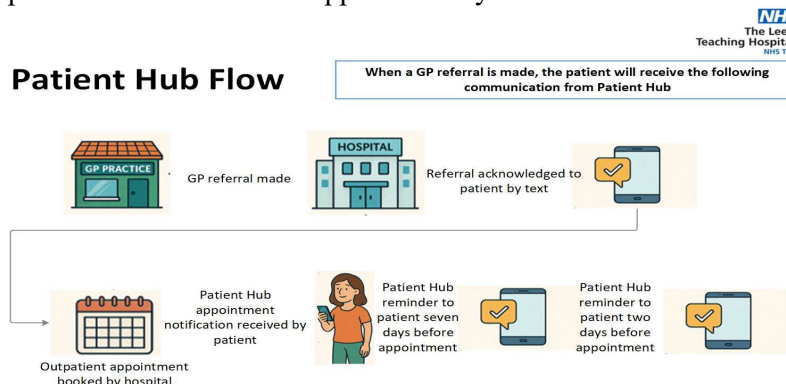 NHS
The Lee
Teaching Hospita
NHS T
Patient Hub Flow
When a GP referral is made, the patient will receive the following
communication from Patient Hub
GP PRACTICE
GP referral made
HOSPITAL
Referral acknowledged to
patient by text
Patient Hub
appointment
notification received by
patient
Patient Hub
reminder to
patient seven
days before
appointment
Patient Hub
reminder to
patient two
days before
appointment
Outpatient appointment
booked by hospital